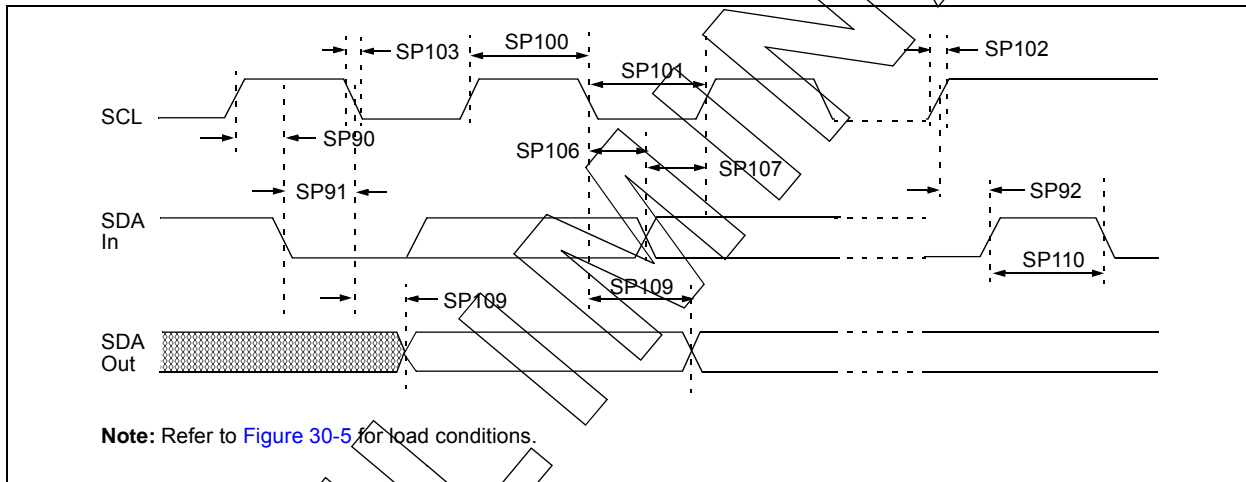 SP103
SP100
SP102
SP101
SCL
SP90
SP106
SP107
SP91
SP92
SDA
In
SP110
SP109
SP109
SDA
Out
Note: Refer to Figure 30-5 for load conditions.